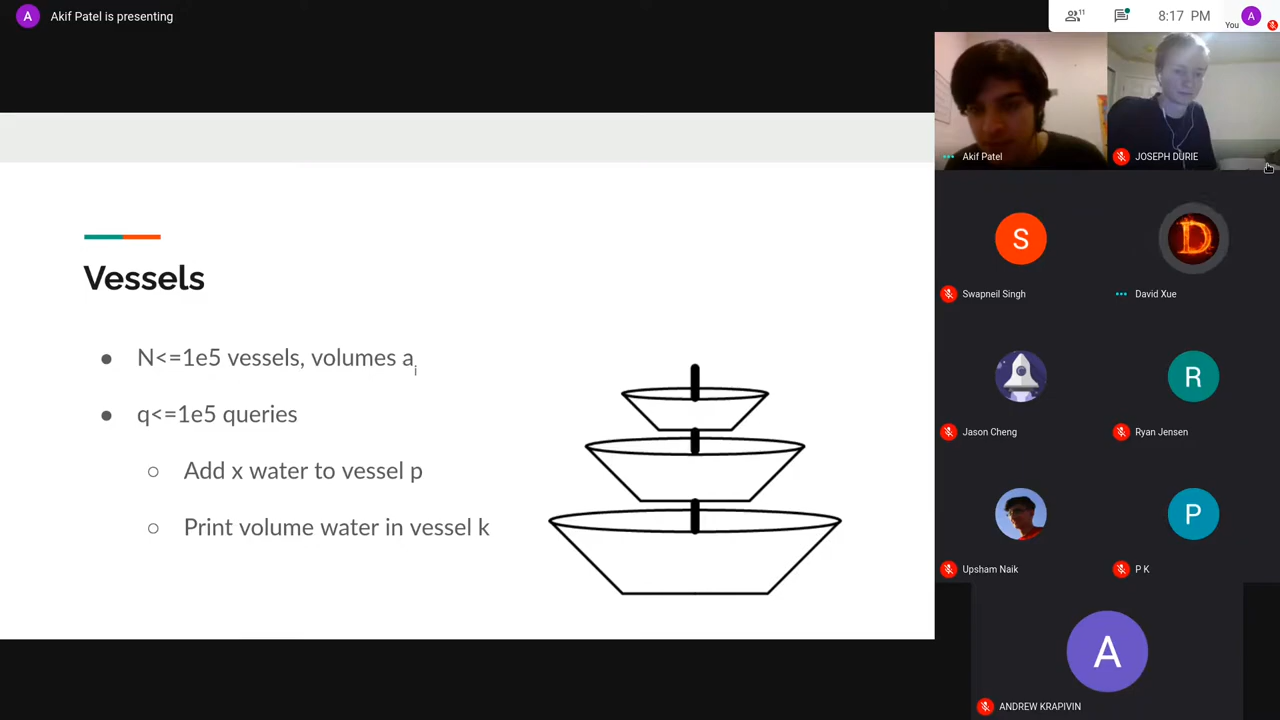 A Akif Patel is presenting
11
8:17 PM
You
A
Vessels
N<=1e5 vessels, volumes aᵢ
q<=1e5 queries
Add x water to vessel p
Print volume water in vessel k
Akif Patel
JOSEPH DURIE
S
Swapneil Singh
D
David Xue
Jason Cheng
R
Ryan Jensen
Upsham Naik
P
P K
A
ANDREW KRAPIVIN